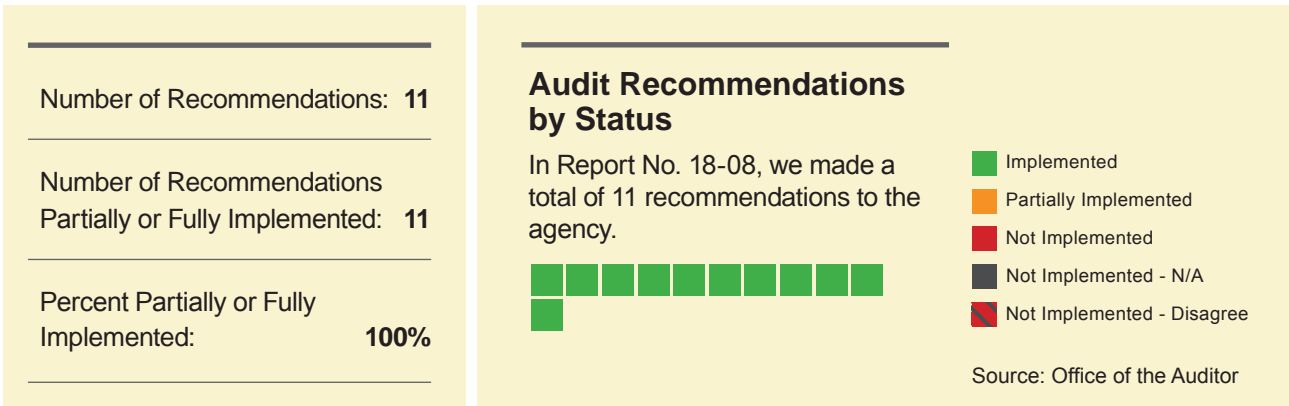 Number of Recommendations: 11
Number of Recommendations
Partially or Fully Implemented: 11
Percent Partially or Fully
Implemented: 100%
Audit Recommendations
by Status
In Report No. 18-08, we made a
total of 11 recommendations to the
agency.
Implemented
Partially Implemented
Not Implemented
Not Implemented - N/A
Not Implemented - Disagree
Source: Office of the Auditor